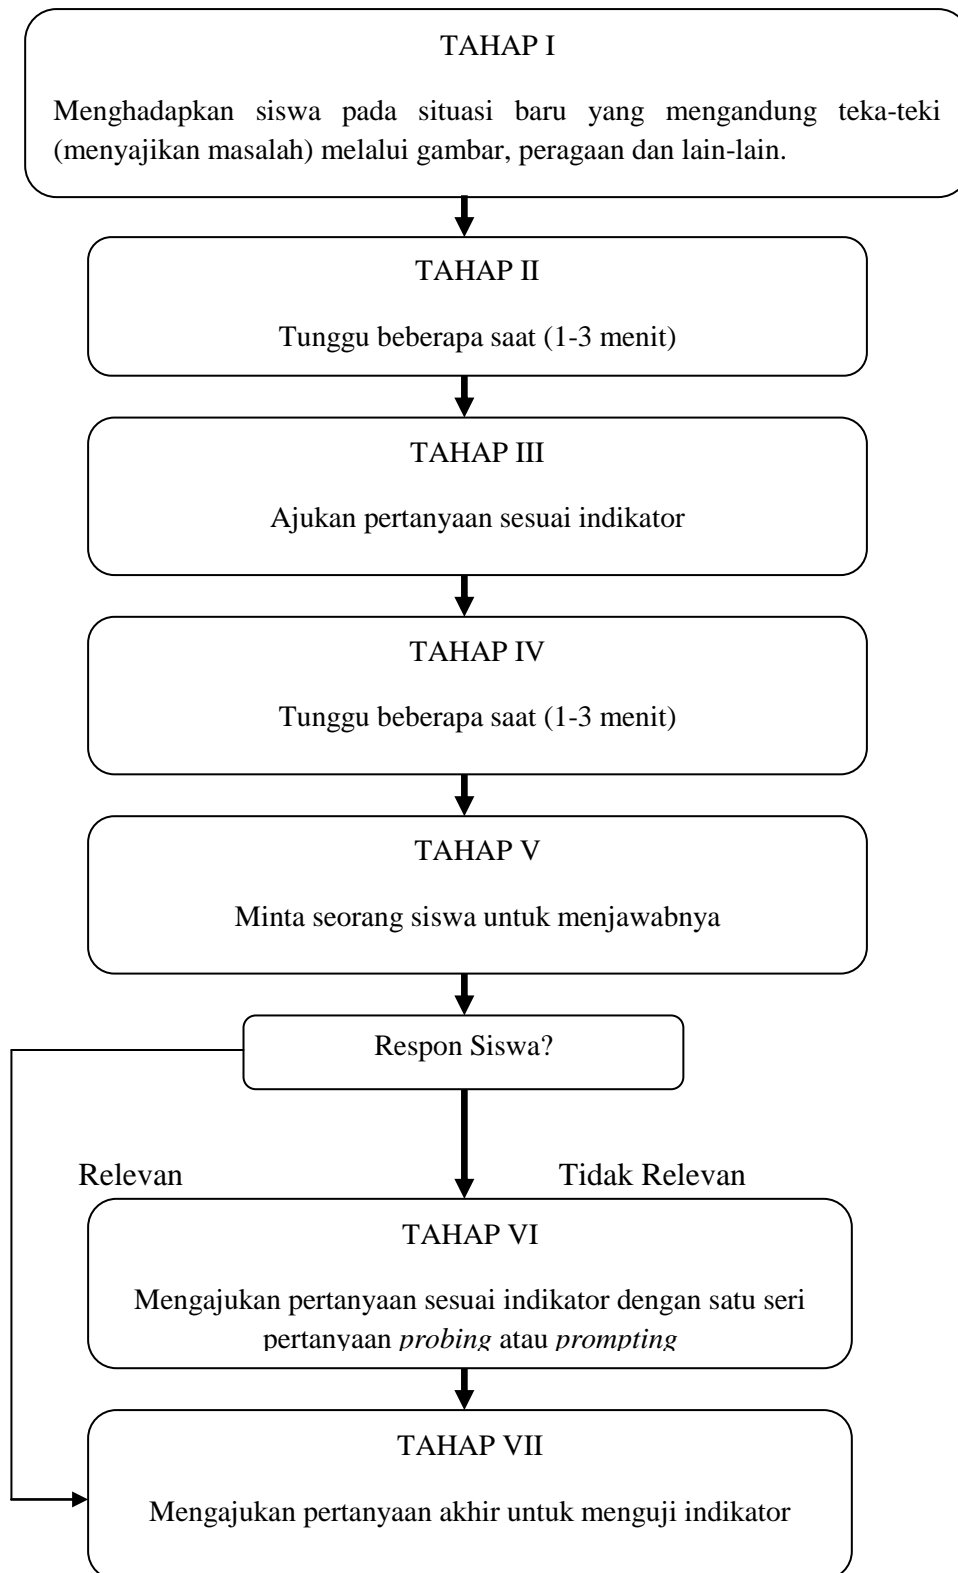 TAHAP I
Menghadapkan siswa pada situasi baru yang mengandung teka-teki
(menyajikan masalah) melalui gambar, peragaan dan lain-lain.
TAHAP II
Tunggu beberapa saat (1-3 menit)
TAHAP III
Ajukan pertanyaan sesuai indikator
TAHAP IV
Tunggu beberapa saat (1-3 menit)
TAHAP V
Minta seorang siswa untuk menjawabnya
Respon Siswa?
Relevan
Tidak Relevan
TAHAP VI
Mengajukan pertanyaan sesuai indikator dengan satu seri
pertanyaan probing atau prompting
TAHAP VII
Mengajukan pertanyaan akhir untuk menguji indikator